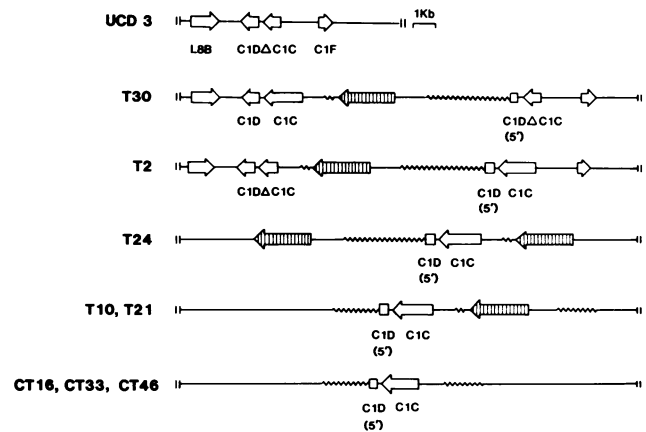 UCD 3
1Kb
L8B C1DΔC1C C1F
T30
C1D C1C C1DΔC1C
(5')
T2
C1DΔC1C C1D C1C
(5')
T24
C1D C1C
(5')
T10, T21
C1D C1C
(5')
CT16, CT33, CT46
C1D C1C
(5')